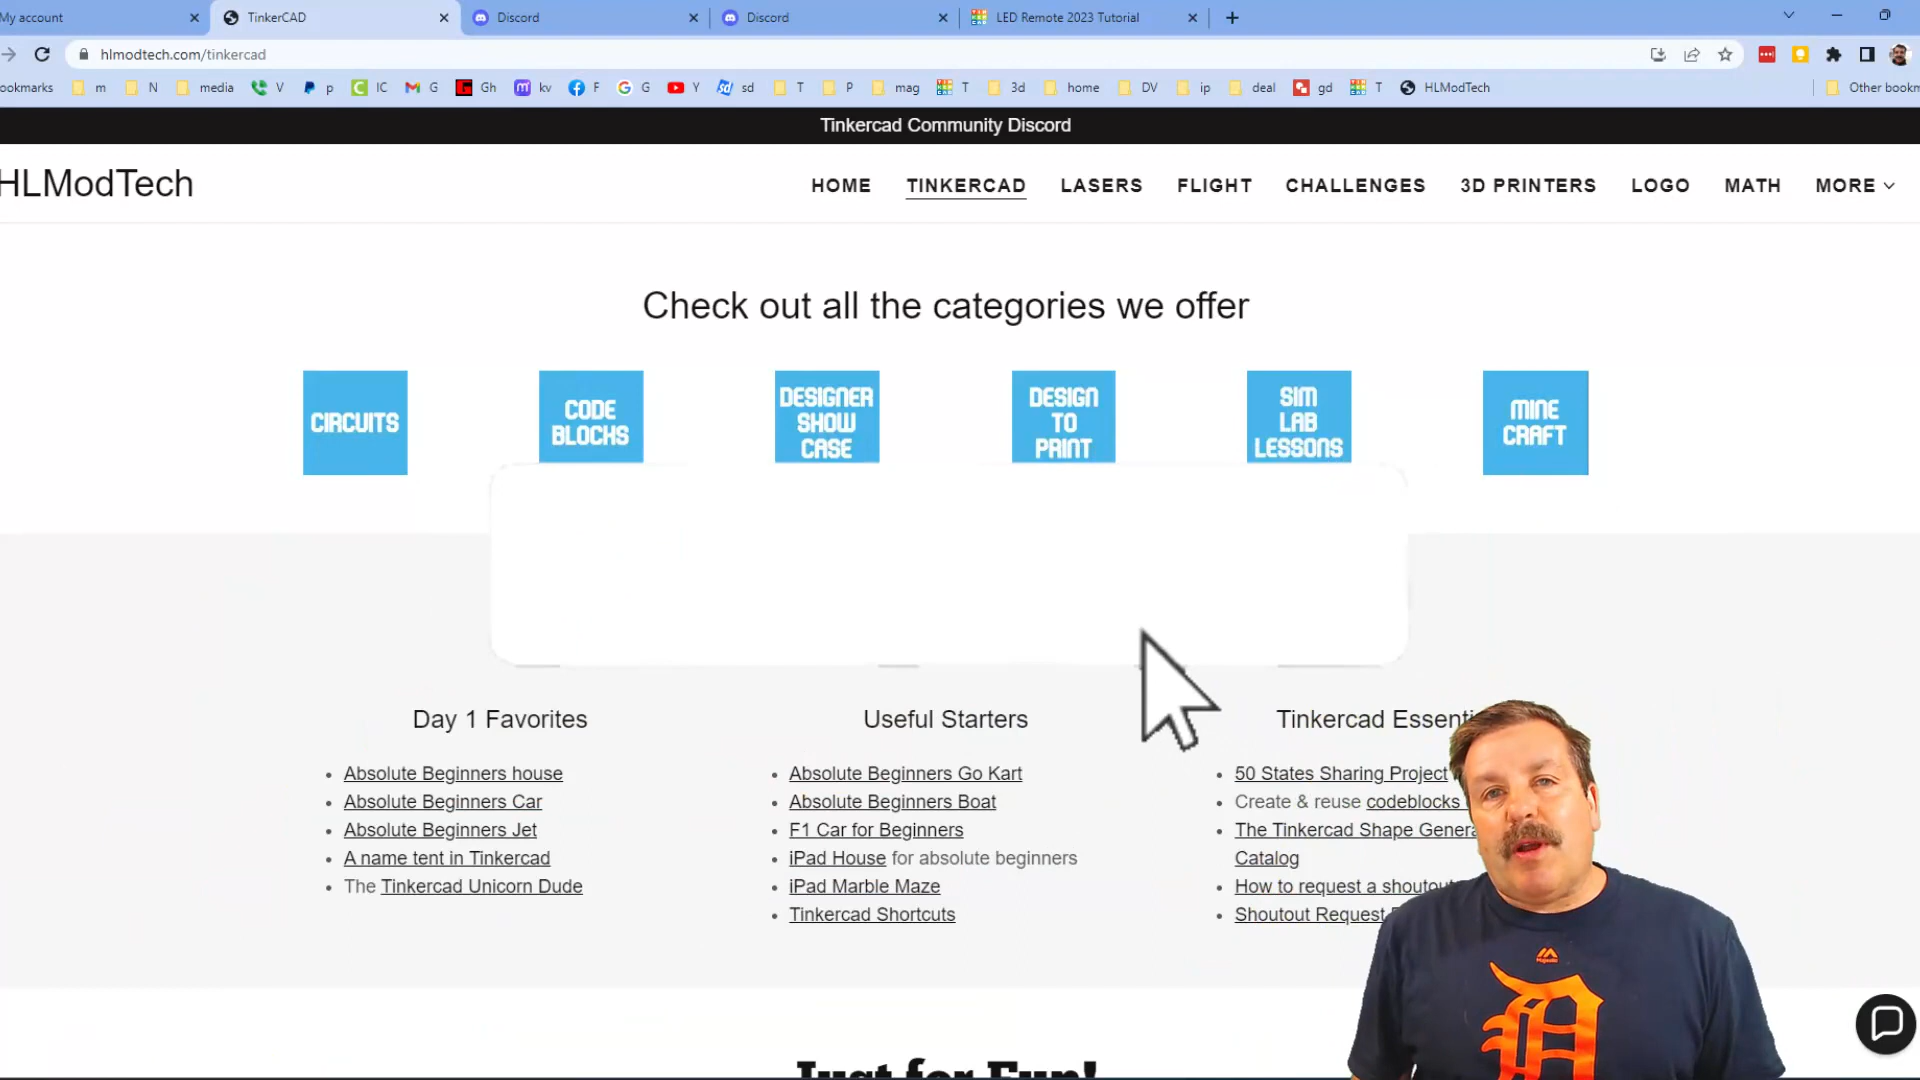 My account
TinkerCAD
Discord
Discord
LED Remote 2023 Tutorial
hlmodtech.com/tinkercad
ookmarks
m
N
media
V
p
IC
G
Gh
kv
F
G
Y
sd
T
P
mag
T
3d
home
DV
ip
deal
gd
T
HLModTech
Other bookm
Tinkercad Community Discord
HLModTech
HOME
TINKERCAD
LASERS
FLIGHT
CHALLENGES
3D PRINTERS
LOGO
MATH
MORE
Check out all the categories we offer
CIRCUITS
CODE
BLOCKS
DESIGNER
SHOW
CASE
DESIGN
TO
PRINT
SIM
LAB
LESSONS
MINE
CRAFT
Day 1 Favorites
Absolute Beginners house
Absolute Beginners Car
Absolute Beginners Jet
A name tent in Tinkercad
The Tinkercad Unicorn Dude
Useful Starters
Absolute Beginners Go Kart
Absolute Beginners Boat
F1 Car for Beginners
iPad House for absolute beginners
iPad Marble Maze
Tinkercad Shortcuts
Tinkercad Essenti
50 States Sharing Project
Create & reuse codeblocks
The Tinkercad Shape Genera
Catalog
How to request a shoutout
Shoutout Request
D
Just for Fun!